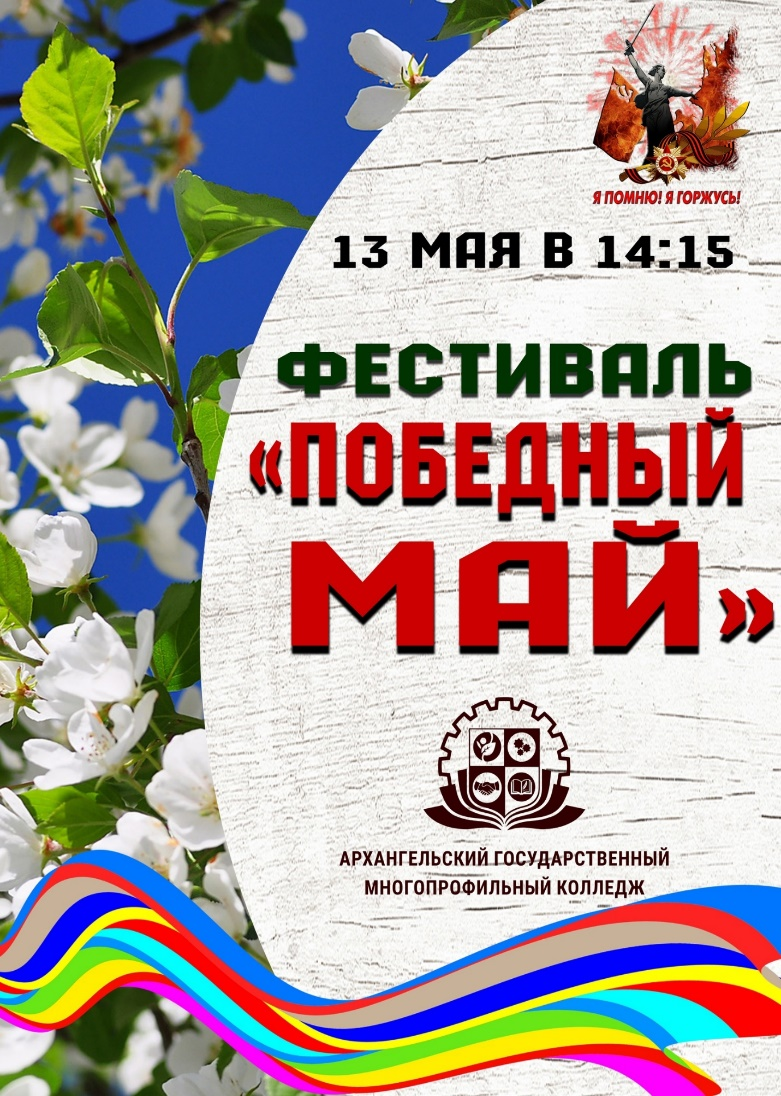 Я ПОМНЮ! Я ГОРЖУСЬ!
13 МАЯ В 14:15
ФЕСТИВАЛЬ
«ПОБЕДНЫЙ
МАЙ»
АРХАНГЕЛЬСКИЙ ГОСУДАРСТВЕННЫЙ
МНОГОПРОФИЛЬНЫЙ КОЛЛЕДЖ